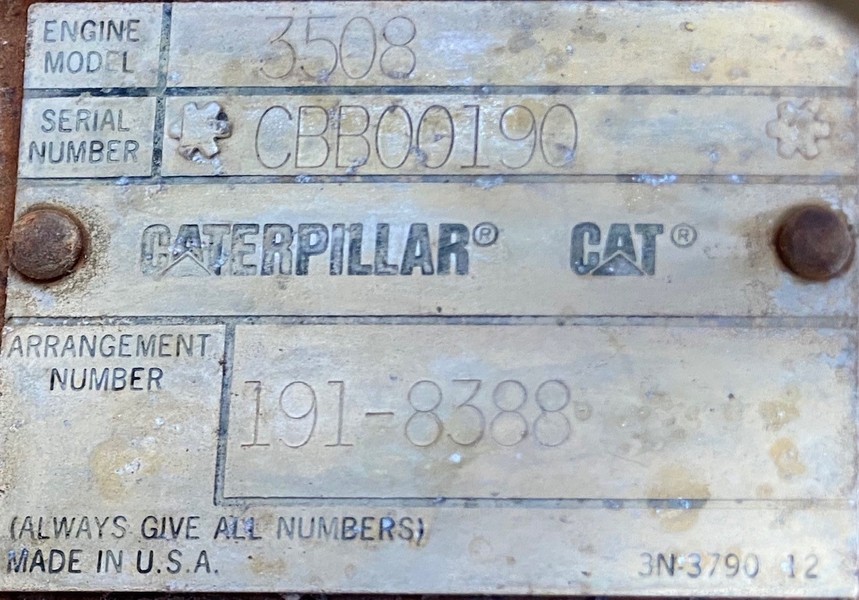 ENGINE MODEL 3508
SERIAL NUMBER CBB00190
CATERPILLAR® CAT®
ARRANGEMENT NUMBER 191-8388
(ALWAYS GIVE ALL NUMBERS)
MADE IN U.S.A. 3N-3790 12